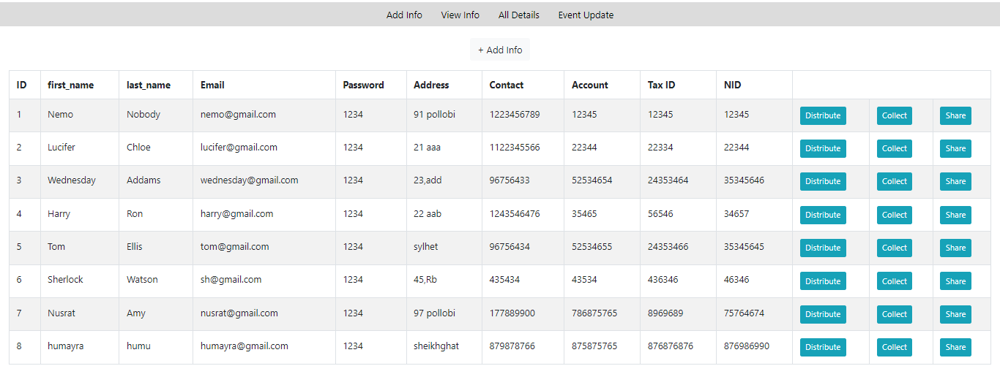 Add Info View Info All Details Event Update
+ Add Info
ID first_name last_name Email Password Address Contact Account Tax ID NID
1 Nemo Nobody nemo@gmail.com 1234 91 pollobi 1223456789 12345 12345 12345 Distribute Collect Share
2 Lucifer Chloe lucifer@gmail.com 1234 21 aaa 1122345566 22344 22334 22344 Distribute Collect Share
3 Wednesday Addams wednesday@gmail.com 1234 23,add 96756433 52534654 24353464 35345646 Distribute Collect Share
4 Harry Ron harry@gmail.com 1234 22 aab 1243546476 35465 56546 34657 Distribute Collect Share
5 Tom Ellis tom@gmail.com 1234 sylhet 96756434 52534655 24353466 35345645 Distribute Collect Share
6 Sherlock Watson sh@gmail.com 1234 45,Rb 435434 43534 436346 46346 Distribute Collect Share
7 Nusrat Amy nusrat@gmail.com 1234 97 pollobi 177889900 786875765 8969689 75764674 Distribute Collect Share
8 humayra humu humayra@gmail.com 1234 sheikhghat 879878766 875875765 876876876 876986990 Distribute Collect Share